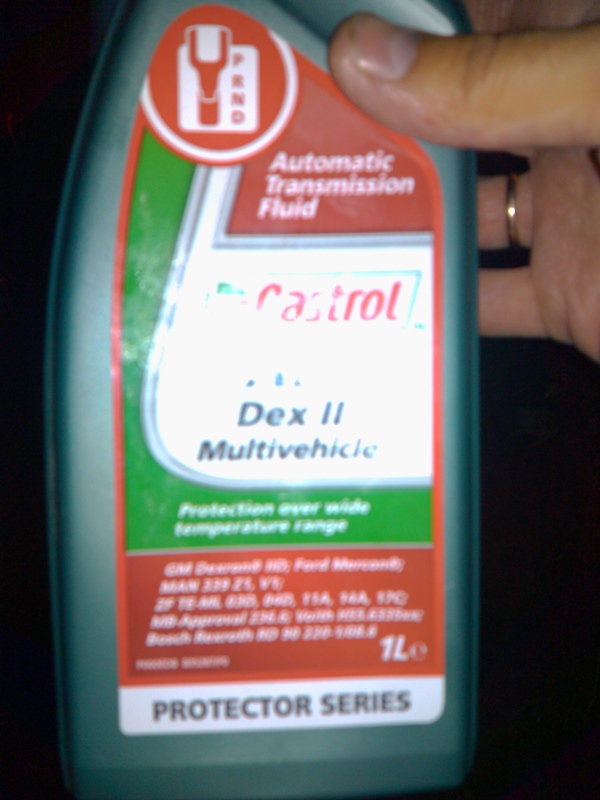 P
R
N
D
Automatic
Transmission
Fluid
Castrol
Dex II
Multivehicle
Protection over wide
temperature range
GM Dexron® IID; Ford Mercon®;
MAN 339 Z1, V1;
ZF TE-ML 03D, 04D, 11A, 14A, 17C;
MB-Approval 236.6; Voith H55.6335xx;
Bosch Rexroth RD 90 220-1/08.6
1L e
PROTECTOR SERIES